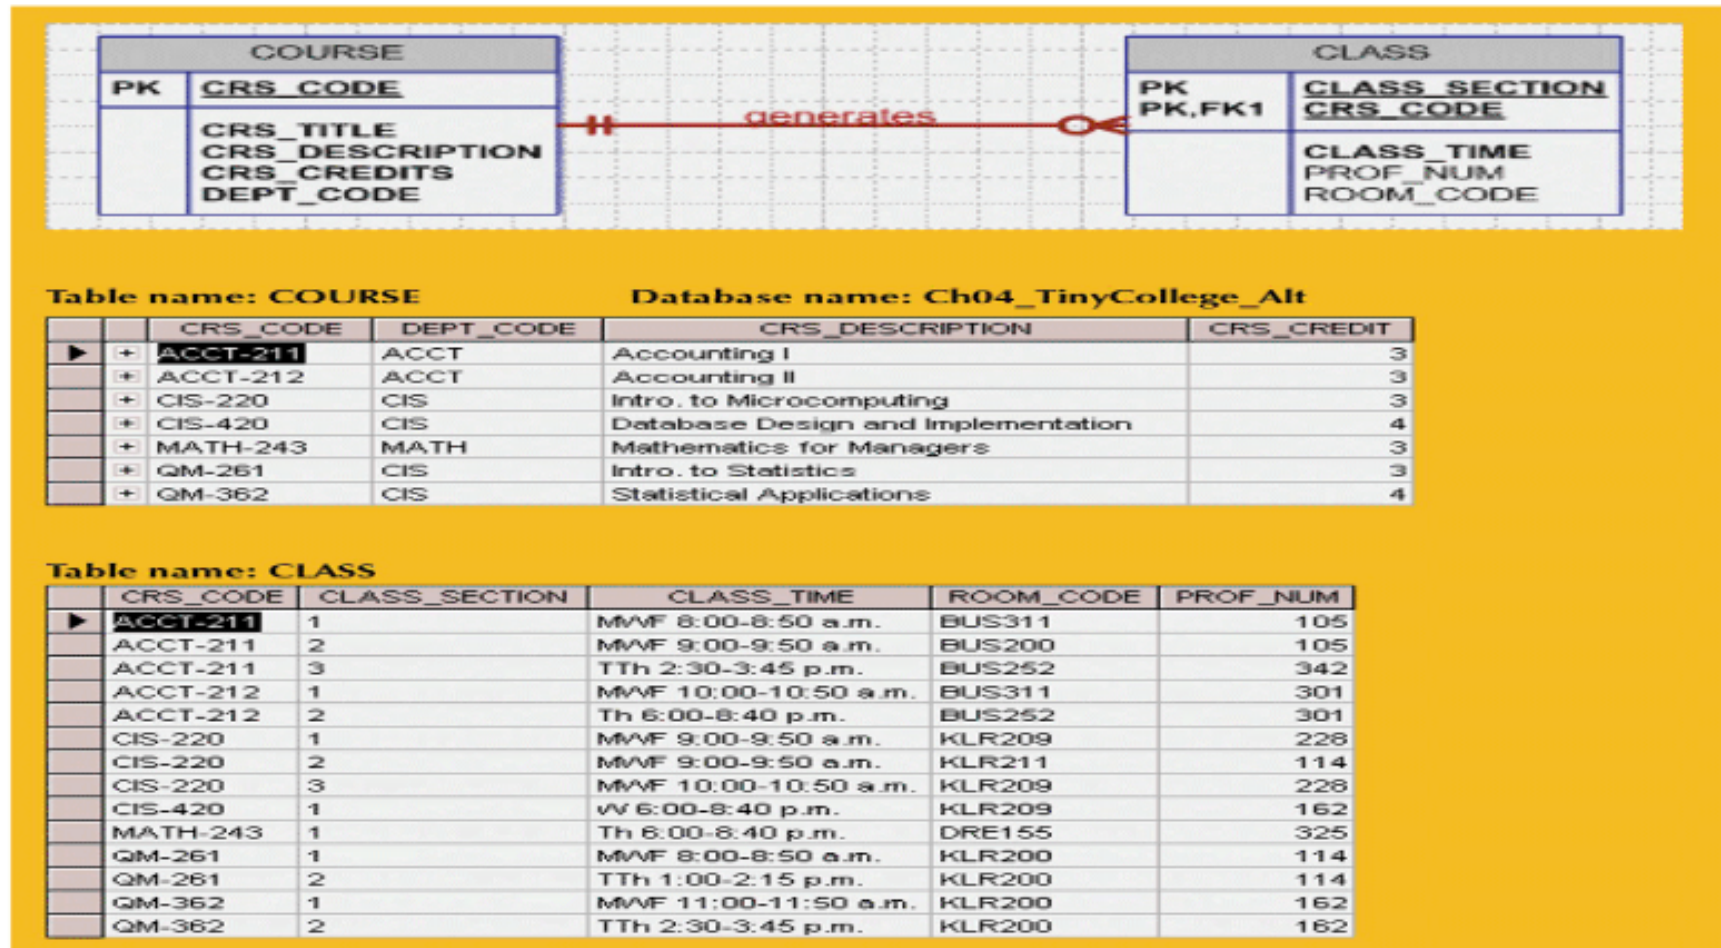 COURSE
PK CRS_CODE
CRS_TITLE
CRS_DESCRIPTION
CRS_CREDITS
DEPT_CODE
generates
CLASS
PK CLASS_SECTION
PK,FK1 CRS_CODE
CLASS_TIME
PROF_NUM
ROOM_CODE
Table name: COURSE Database name: Ch04_TinyCollege_Alt
CRS_CODE DEPT_CODE CRS_DESCRIPTION CRS_CREDIT
ACCT-211 ACCT Accounting I 3
ACCT-212 ACCT Accounting II 3
CIS-220 CIS Intro. to Microcomputing 3
CIS-420 CIS Database Design and Implementation 4
MATH-243 MATH Mathematics for Managers 3
QM-261 CIS Intro. to Statistics 3
QM-362 CIS Statistical Applications 4
Table name: CLASS
CRS_CODE CLASS_SECTION CLASS_TIME ROOM_CODE PROF_NUM
ACCT-211 1 MWF 8:00-8:50 a.m. BUS311 105
ACCT-211 2 MWF 9:00-9:50 a.m. BUS200 105
ACCT-211 3 TTh 2:30-3:45 p.m. BUS252 342
ACCT-212 1 MWF 10:00-10:50 a.m. BUS311 301
ACCT-212 2 Th 6:00-8:40 p.m. BUS252 301
CIS-220 1 MWF 9:00-9:50 a.m. KLR209 228
CIS-220 2 MWF 9:00-9:50 a.m. KLR211 114
CIS-220 3 MWF 10:00-10:50 a.m. KLR209 228
CIS-420 1 W 6:00-8:40 p.m. KLR209 162
MATH-243 1 Th 6:00-8:40 p.m. DRE155 325
QM-261 1 MWF 8:00-8:50 a.m. KLR200 114
QM-261 2 TTh 1:00-2:15 p.m. KLR200 114
QM-362 1 MWF 11:00-11:50 a.m. KLR200 162
QM-362 2 TTh 2:30-3:45 p.m. KLR200 162